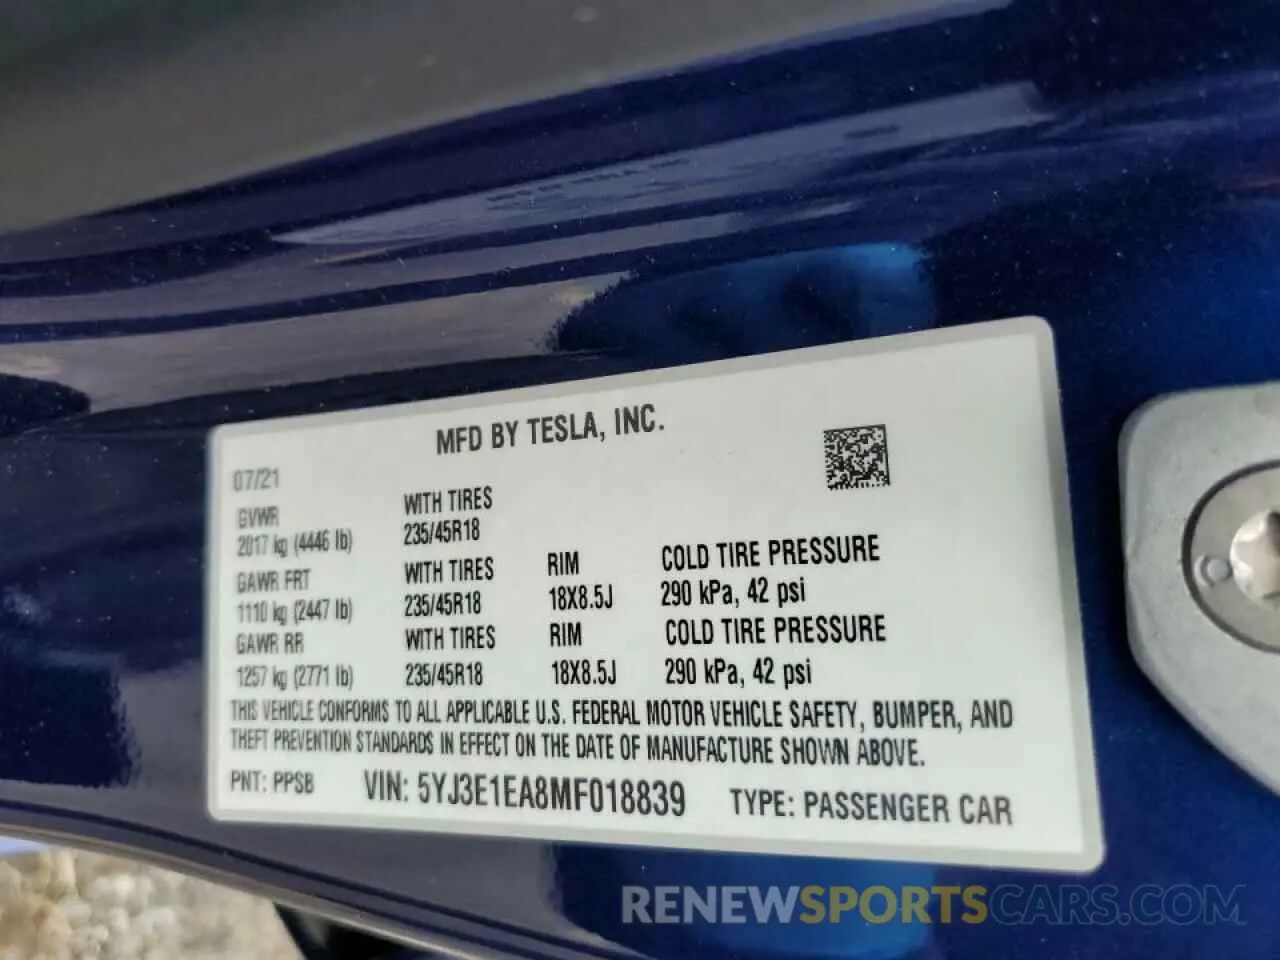 MFD BY TESLA, INC.
07/21
GVWR WITH TIRES
2017 kg (4446 lb) 235/45R18
GAWR FRT WITH TIRES RIM COLD TIRE PRESSURE
1110 kg (2447 lb) 235/45R18 18X8.5J 290 kPa, 42 psi
GAWR RR WITH TIRES RIM COLD TIRE PRESSURE
1257 kg (2771 lb) 235/45R18 18X8.5J 290 kPa, 42 psi
THIS VEHICLE CONFORMS TO ALL APPLICABLE U.S. FEDERAL MOTOR VEHICLE SAFETY, BUMPER, AND
THEFT PREVENTION STANDARDS IN EFFECT ON THE DATE OF MANUFACTURE SHOWN ABOVE.
PNT: PPSB VIN: 5YJ3E1EA8MF018839 TYPE: PASSENGER CAR
RENEWSPORTSCARS.COM